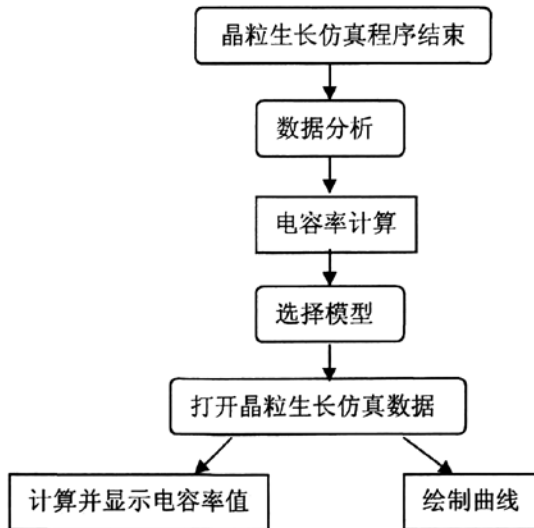 晶粒生长仿真程序结束
数据分析
电容率计算
选择模型
打开晶粒生长仿真数据
计算并显示电容率值
绘制曲线